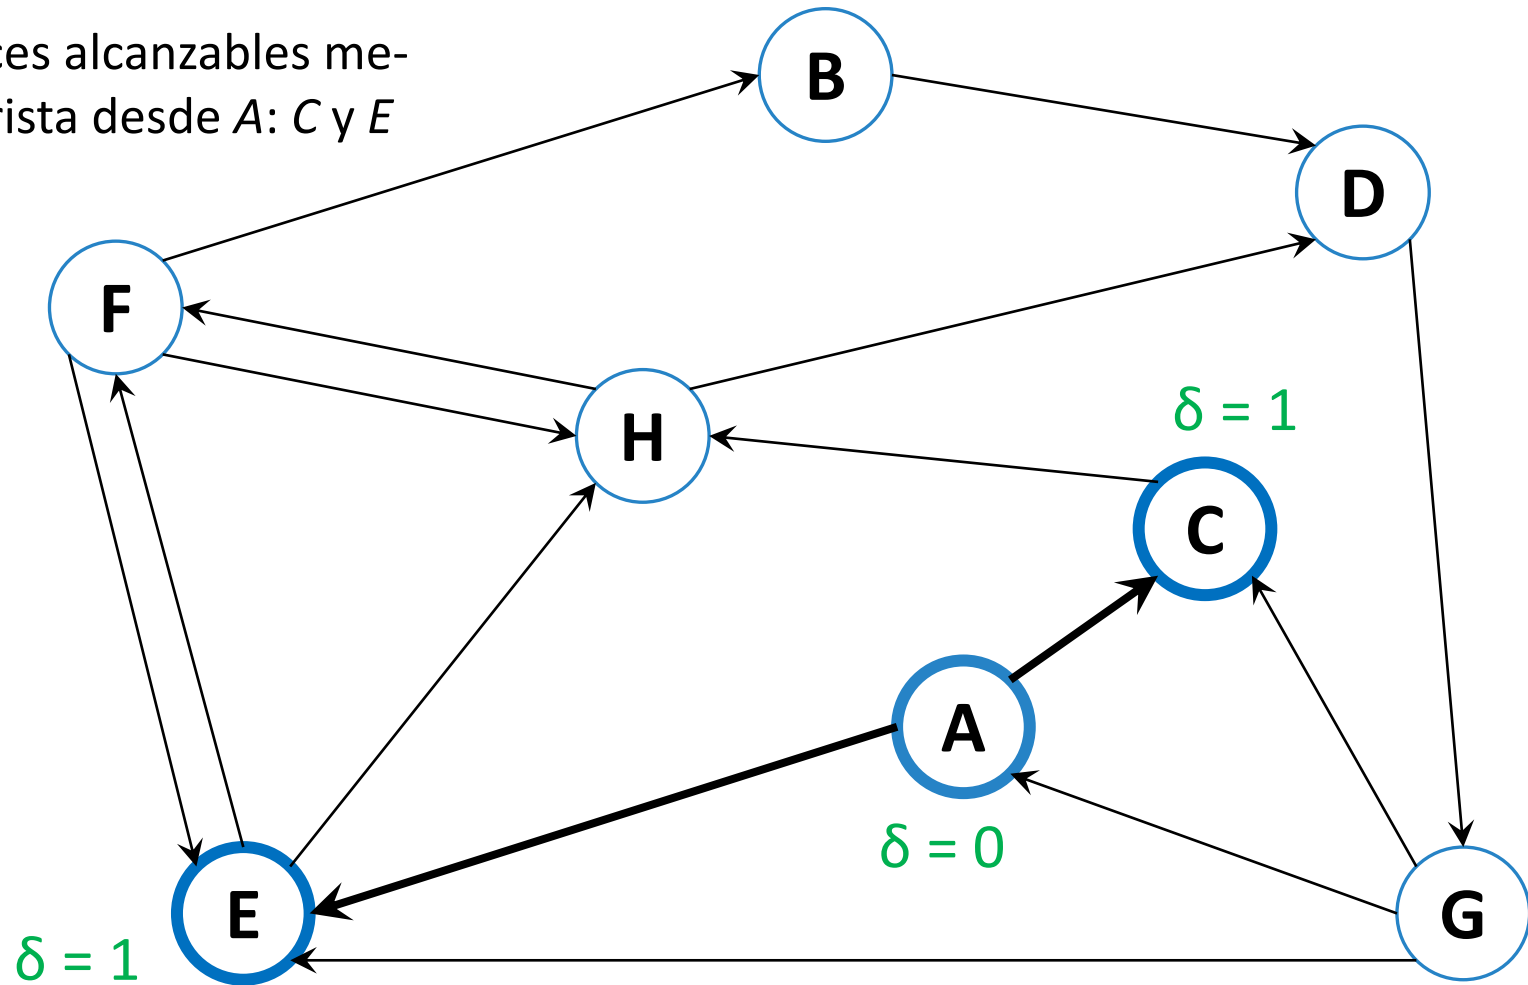 ces alcanzables me-
rista desde A: C y E
B
D
F
H
δ = 1
C
A
δ = 0
E
G
δ = 1